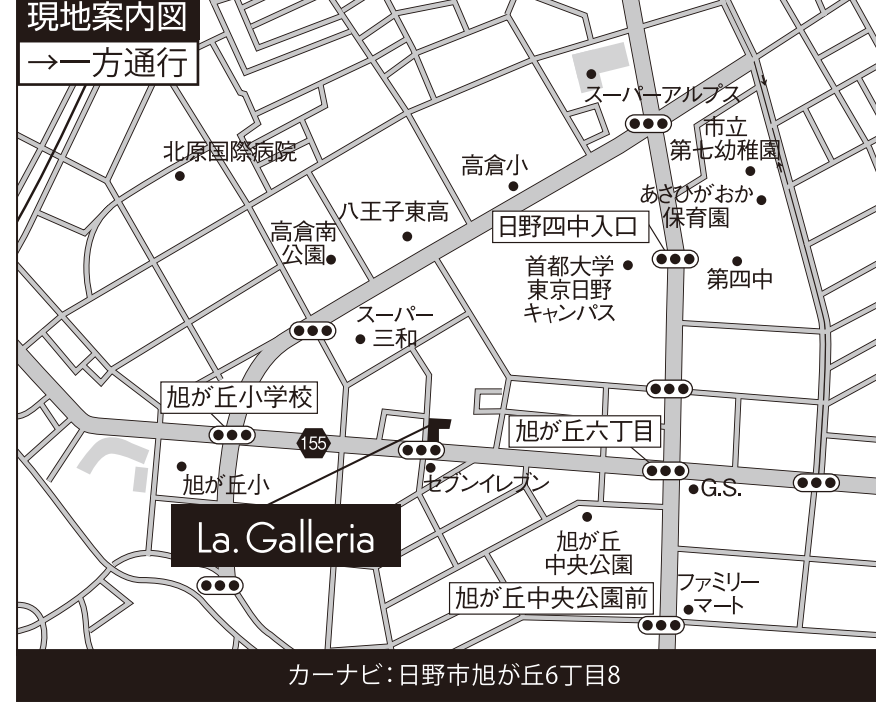 現地案内図
→一方通行
スーパーアルプス
市立
第七幼稚園
北原国際病院
高倉小
あさひがおか
保育園
八王子東高
日野四中入口
高倉南
公園
首都大学
東京日野
キャンパス
第四中
スーパー
三和
旭が丘小学校
155
旭が丘六丁目
旭が丘小
セブンイレブン
G.S.
La. Galleria
旭が丘
中央公園
旭が丘中央公園前
ファミリー
マート
カーナビ：日野市旭が丘6丁目8